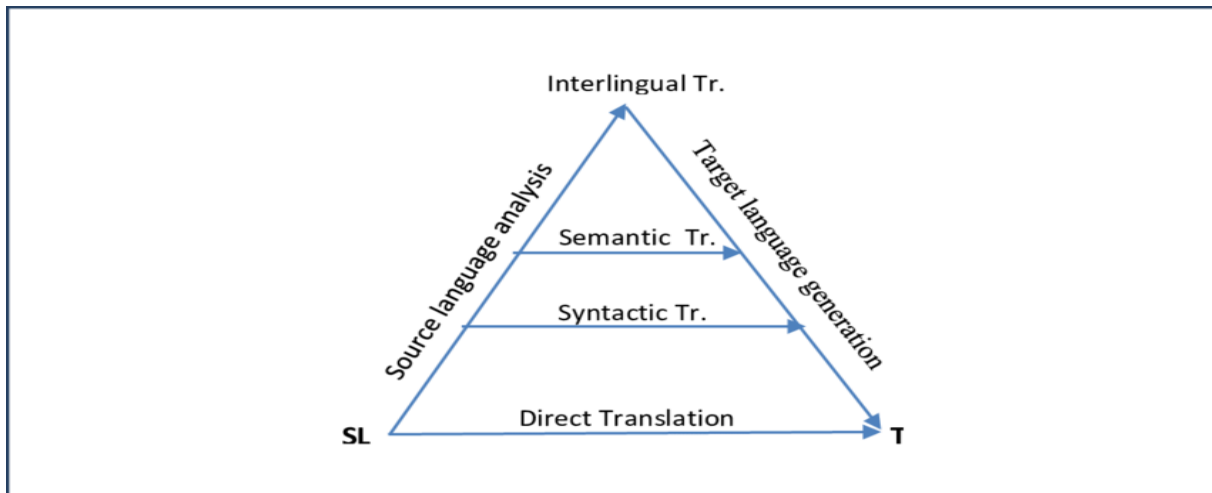 Interlingual Tr.
Source language analysis
Target language generation
Semantic Tr.
Syntactic Tr.
Direct Translation
SL
T